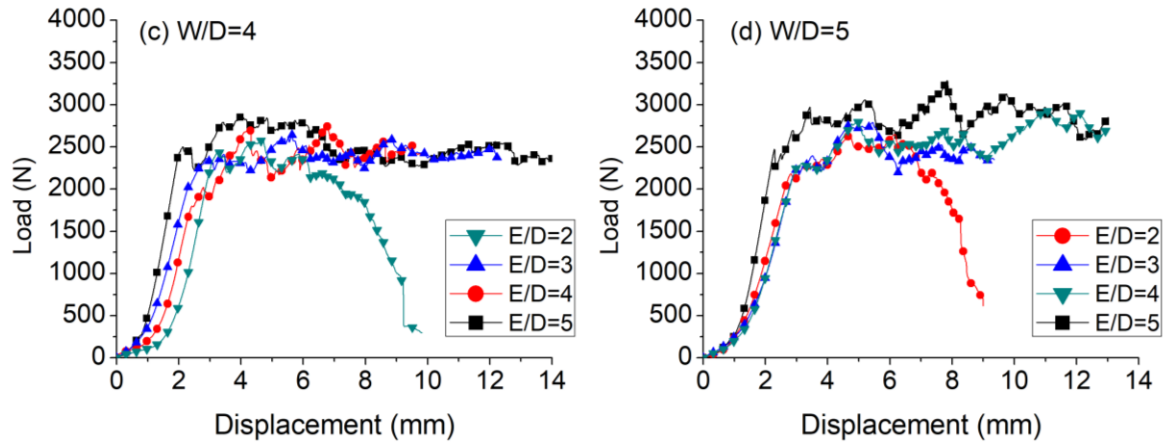 (c) W/D=4
Load (N)
4000
3500
3000
2500
2000
1500
1000
500
0
E/D=2
E/D=3
E/D=4
E/D=5
0 2 4 6 8 10 12 14
Displacement (mm)
(d) W/D=5
Load (N)
4000
3500
3000
2500
2000
1500
1000
500
0
E/D=2
E/D=3
E/D=4
E/D=5
0 2 4 6 8 10 12 14
Displacement (mm)